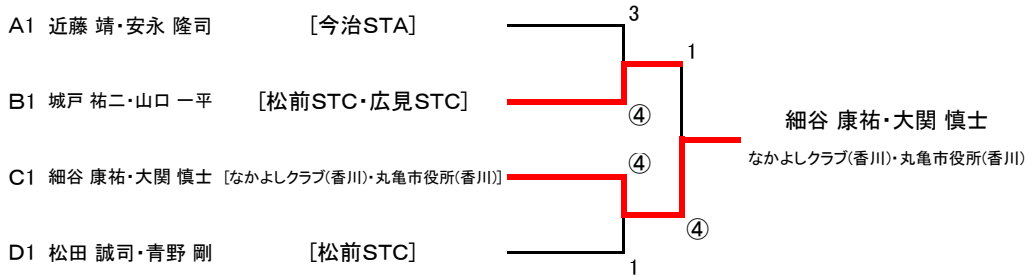 A1 近藤 靖・安永 隆司 [今治STA]
3
1
B1 城戸 祐二・山口 一平 [松前STC・広見STC]
④
細谷 康祐・大関 慎士
なかよしクラブ(香川)・丸亀市役所(香川)
④
C1 細谷 康祐・大関 慎士 [なかよしクラブ(香川)・丸亀市役所(香川)]
④
D1 松田 誠司・青野 剛 [松前STC]
1